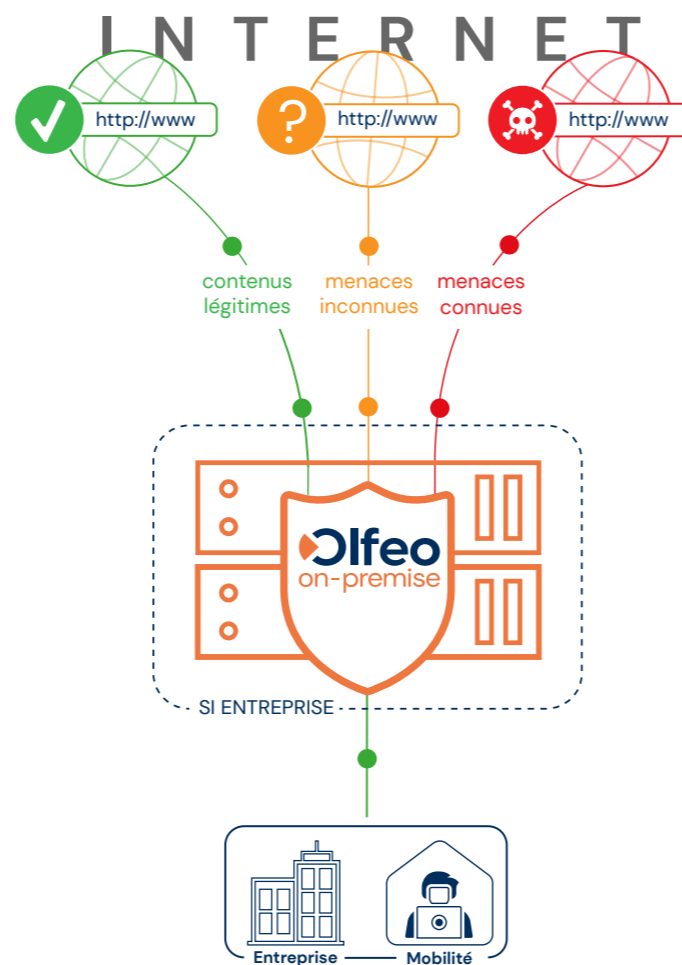 INTERNET
http://www
http://www
http://www
contenus
légitimes
menaces
inconnues
menaces
connues
Olfeo
on-premise
SI ENTREPRISE
Entreprise
Mobilité